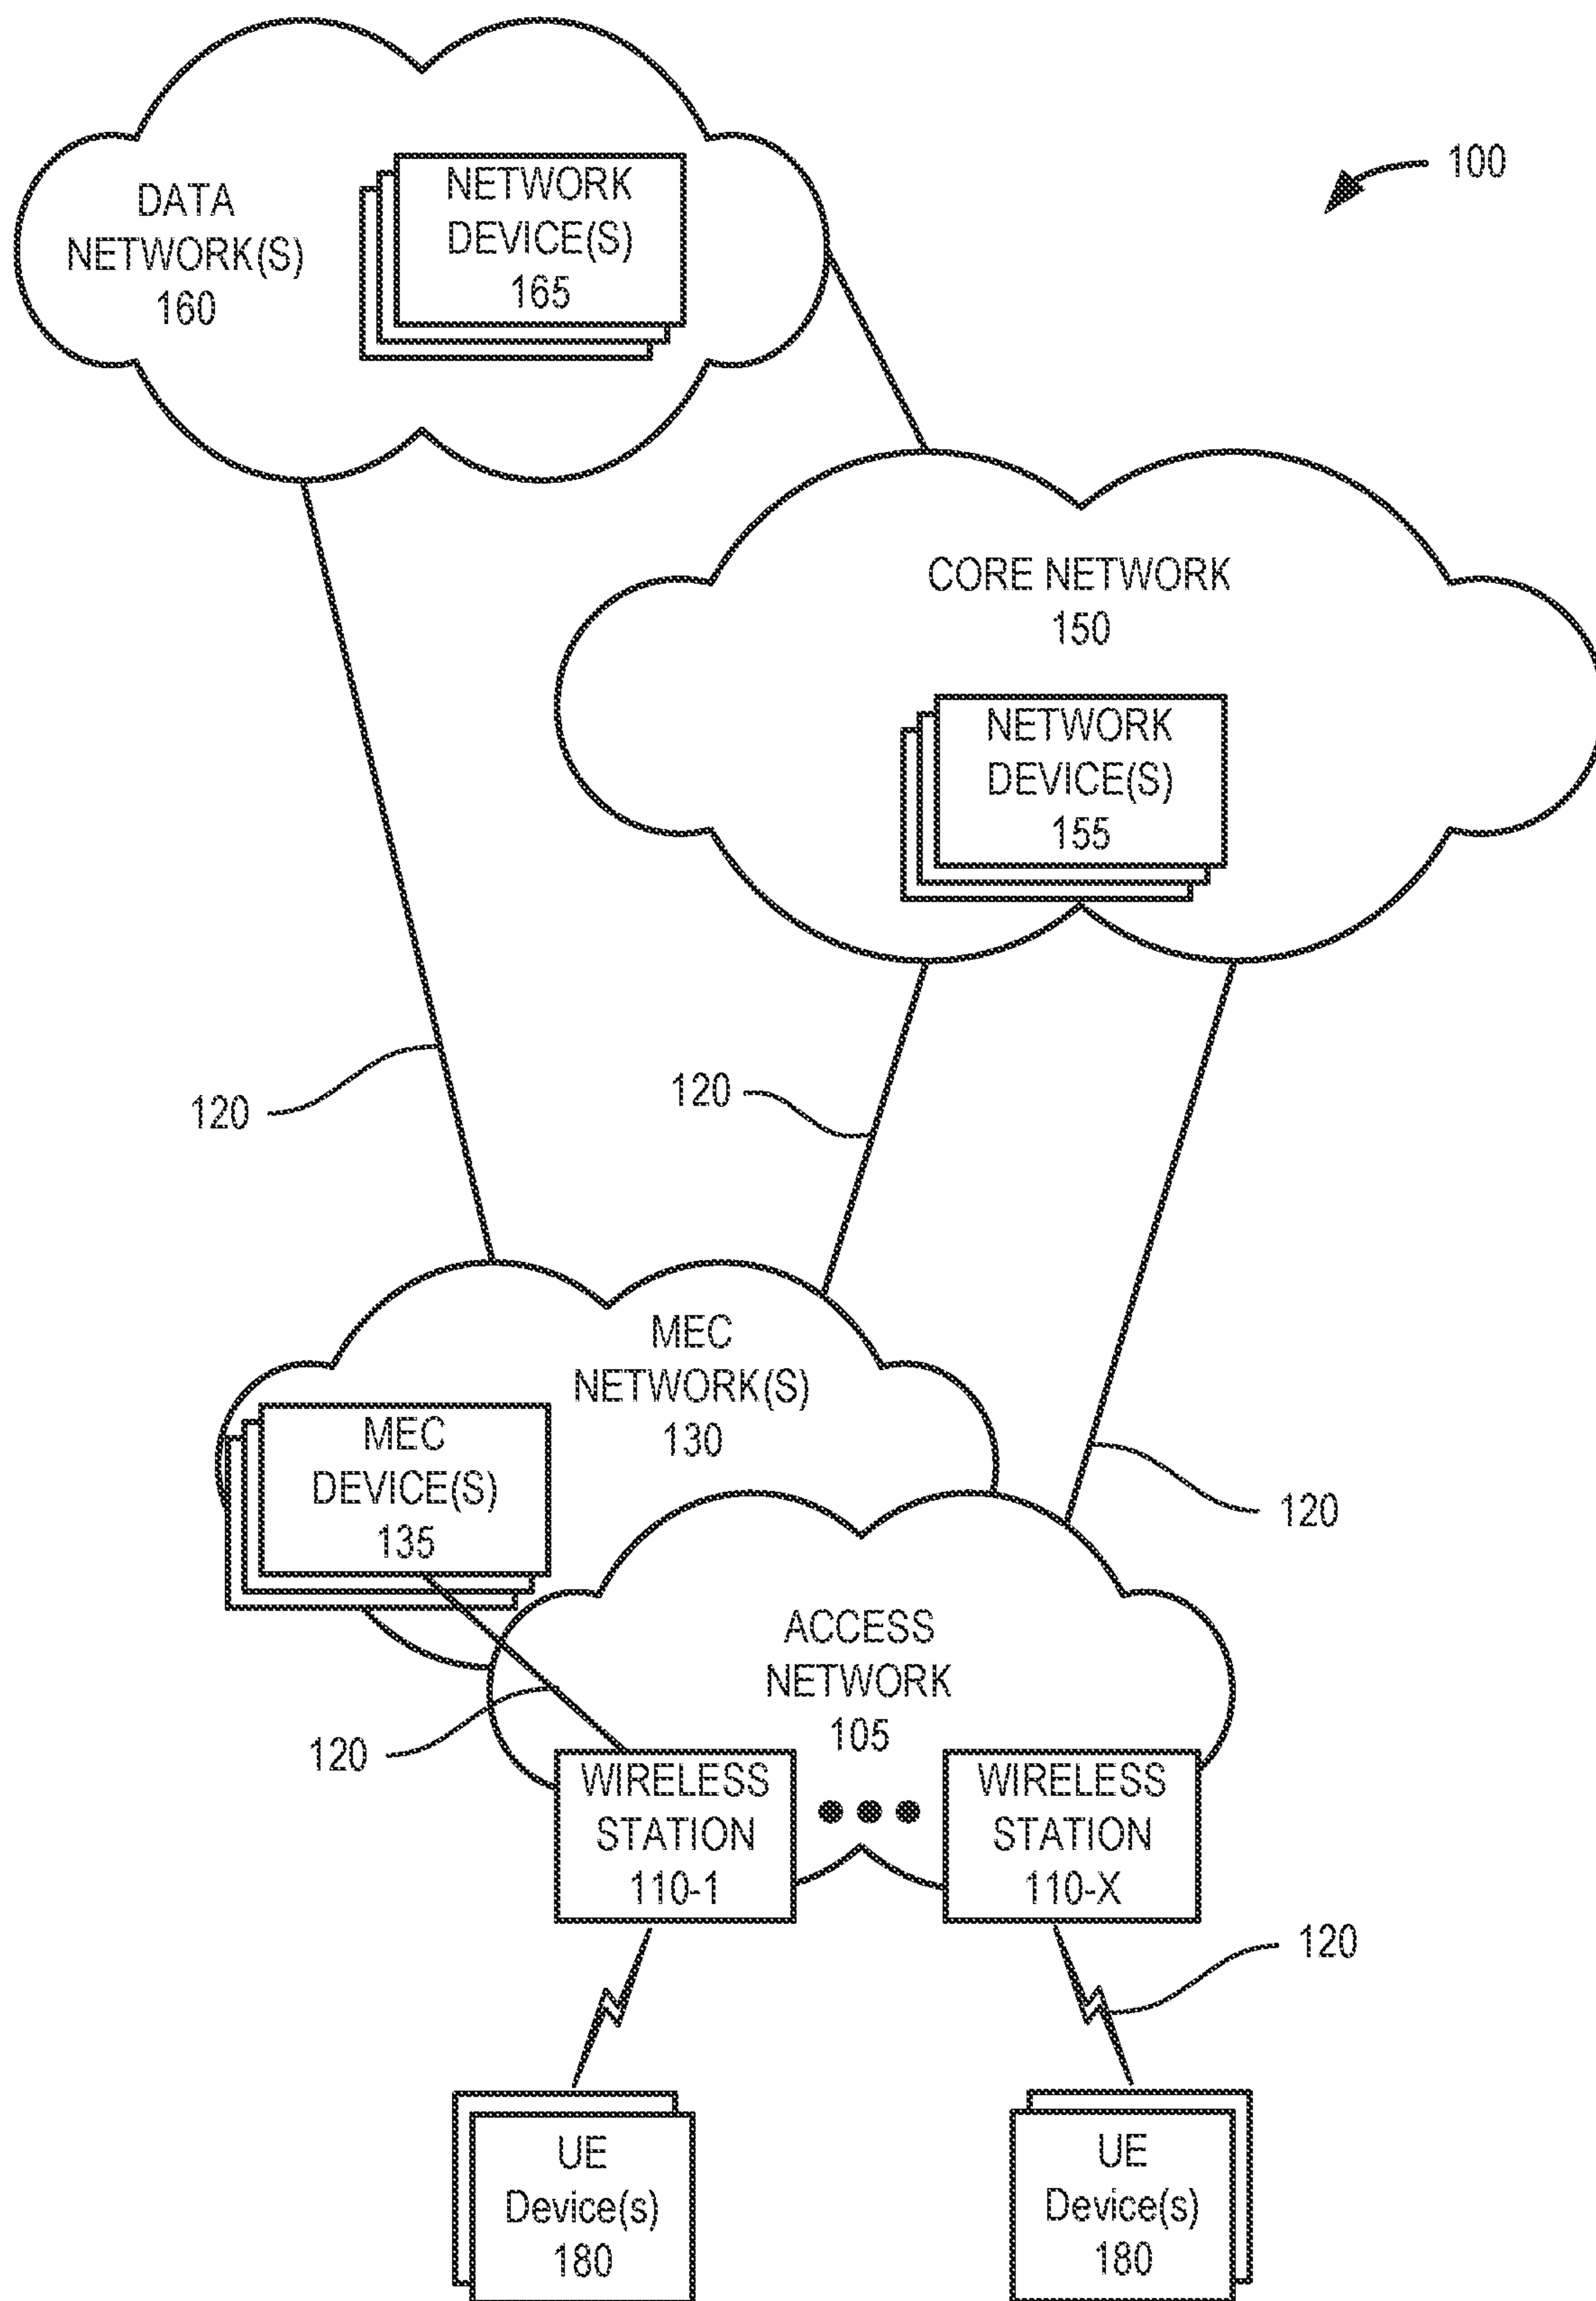 100
DATA
NETWORK(S)
160
NETWORK
DEVICE(S)
165
CORE NETWORK
150
NETWORK
DEVICE(S)
155
120
120
120
MEC
NETWORK(S)
130
MEC
DEVICE(S)
135
ACCESS
NETWORK
105
120
WIRELESS
STATION
110-1
WIRELESS
STATION
110-X
120
UE
Device(s)
180
UE
Device(s)
180